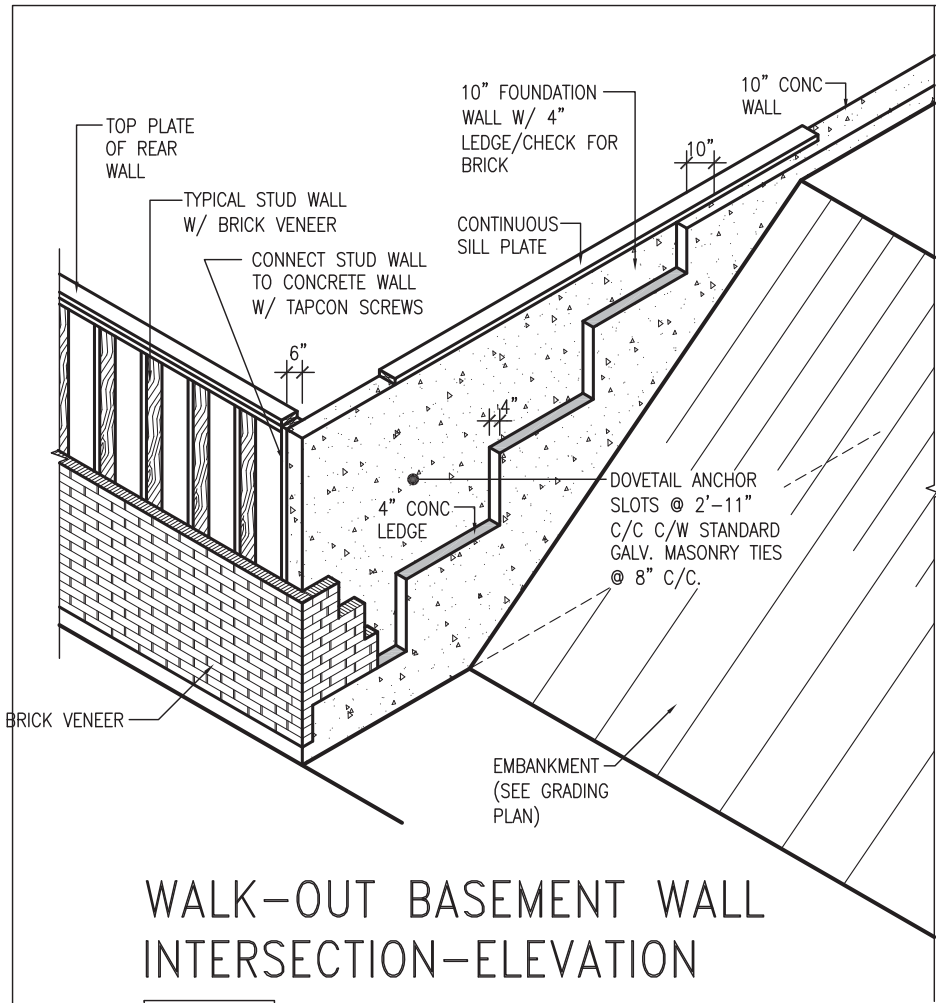 10” FOUNDATION
WALL W/ 4”
LEDGE/CHECK FOR
BRICK
10” CONC
WALL
TOP PLATE
OF REAR
WALL
10”
TYPICAL STUD WALL
W/ BRICK VENEER
CONTINUOUS
SILL PLATE
CONNECT STUD WALL
TO CONCRETE WALL
W/ TAPCON SCREWS
6”
4”
DOVETAIL ANCHOR
SLOTS @ 2’-11”
C/C C/W STANDARD
GALV. MASONRY TIES
@ 8” C/C.
4” CONC
LEDGE
BRICK VENEER
EMBANKMENT
(SEE GRADING
PLAN)
WALK-OUT BASEMENT WALL
INTERSECTION-ELEVATION